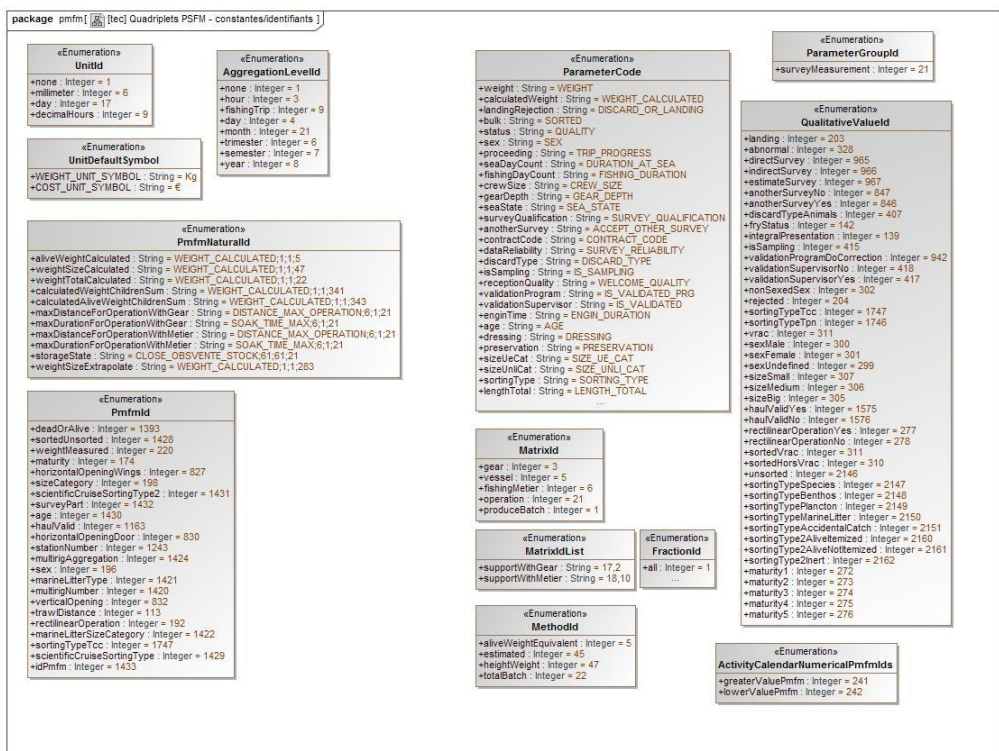 package pmfm [ [tec] Quadriplets PSFM - constantes/identifiants ]
«Enumeration»
UnitId
+none : Integer = 1
+millimeter : Integer = 6
+day : Integer = 17
+decimalHours : Integer = 9
«Enumeration»
AggregationLevelId
+none : Integer = 1
+hour : Integer = 3
+fishingTrip : Integer = 9
+day : Integer = 4
+month : Integer = 21
+trimester : Integer = 6
+semester : Integer = 7
+year : Integer = 8
«Enumeration»
UnitDefaultSymbol
+WEIGHT_UNIT_SYMBOL : String = Kg
+COST_UNIT_SYMBOL : String = €
«Enumeration»
PmfmNaturalId
+aliveWeightCalculated : String = WEIGHT_CALCULATED;1;1;5
+weightSizeCalculated : String = WEIGHT_CALCULATED;1;1;47
+weightTotalCalculated : String = WEIGHT_CALCULATED;1;1;22
+calculatedWeightChildrenSum : String = WEIGHT_CALCULATED;1;1;341
+calculatedAliveWeightChildrenSum : String = WEIGHT_CALCULATED;1;1;343
+maxDistanceForOperationWithGear : String = DISTANCE_MAX_OPERATION;6;1;21
+maxDurationForOperationWithGear : String = SOAK_TIME_MAX;6;1;21
+maxDistanceForOperationWithMetier : String = DISTANCE_MAX_OPERATION;6;1;21
+maxDurationForOperationWithMetier : String = SOAK_TIME_MAX;6;1;21
+storageState : String = CLOSE_OBSVENTE_STOCK;61;61;21
+weightSizeExtrapolate : String = WEIGHT_CALCULATED;1;1;283
«Enumeration»
PmfmId
+deadOrAlive : Integer = 1393
+sortedUnsorted : Integer = 1428
+weightMeasured : Integer = 220
+maturity : Integer = 174
+horizontalOpeningWings : Integer = 827
+sizeCategory : Integer = 198
+scientificCruiseSortingType2 : Integer = 1431
+surveyPart : Integer = 1432
+age : Integer = 1430
+haulValid : Integer = 1163
+horizontalOpeningDoor : Integer = 830
+stationNumber : Integer = 1243
+multirigAggregation : Integer = 1424
+sex : Integer = 196
+marineLitterType : Integer = 1421
+multirigNumber : Integer = 1420
+verticalOpening : Integer = 832
+trawlDistance : Integer = 113
+rectilinearOperation : Integer = 192
+marineLitterSizeCategory : Integer = 1422
+sortingTypeTcc : Integer = 1747
+scientificCruiseSortingType : Integer = 1429
+idPmfm : Integer = 1433
«Enumeration»
ParameterCode
+weight : String = WEIGHT
+calculatedWeight : String = WEIGHT_CALCULATED
+landingRejection : String = DISCARD_OR_LANDING
+bulk : String = SORTED
+status : String = QUALITY
+sex : String = SEX
+proceeding : String = TRIP_PROGRESS
+seaDayCount : String = DURATION_AT_SEA
+fishingDayCount : String = FISHING_DURATION
+crewSize : String = CREW_SIZE
+gearDepth : String = GEAR_DEPTH
+seaState : String = SEA_STATE
+surveyQualification : String = SURVEY_QUALIFICATION
+anotherSurvey : String = ACCEPT_OTHER_SURVEY
+contractCode : String = CONTRACT_CODE
+dataReliability : String = SURVEY_RELIABILITY
+discardType : String = DISCARD_TYPE
+isSampling : String = IS_SAMPLING
+receptionQuality : String = WELCOME_QUALITY
+validationProgram : String = IS_VALIDATED_PRG
+validationSupervisor : String = IS_VALIDATED
+enginTime : String = ENGIN_DURATION
+age : String = AGE
+dressing : String = DRESSING
+preservation : String = PRESERVATION
+sizeUeCat : String = SIZE_UE_CAT
+sizeUnliCat : String = SIZE_UNLI_CAT
+sortingType : String = SORTING_TYPE
+lengthTotal : String = LENGTH_TOTAL
...
«Enumeration»
MatrixId
+gear : Integer = 3
+vessel : Integer = 5
+fishingMetier : Integer = 6
+operation : Integer = 21
+produceBatch : Integer = 1
«Enumeration»
MatrixIdList
+supportWithGear : String = 17,2
+supportWithMetier : String = 18,10
«Enumeration»
FractionId
+all : Integer = 1
...
«Enumeration»
MethodId
+aliveWeightEquivalent : Integer = 5
+estimated : Integer = 45
+heightWeight : Integer = 47
+totalBatch : Integer = 22
«Enumeration»
ParameterGroupId
+surveyMeasurement : Integer = 21
«Enumeration»
QualitativeValueId
+landing : Integer = 203
+abnormal : Integer = 328
+directSurvey : Integer = 965
+indirectSurvey : Integer = 966
+estimateSurvey : Integer = 967
+anotherSurveyNo : Integer = 847
+anotherSurveyYes : Integer = 846
+discardTypeAnimals : Integer = 407
+fryStatus : Integer = 142
+integralPresentation : Integer = 139
+isSampling : Integer = 415
+validationProgramDoCorrection : Integer = 942
+validationSupervisorNo : Integer = 418
+validationSupervisorYes : Integer = 417
+nonSexedSex : Integer = 302
+rejected : Integer = 204
+sortingTypeTcc : Integer = 1747
+sortingTypeTpn : Integer = 1746
+vrac : Integer = 311
+sexMale : Integer = 300
+sexFemale : Integer = 301
+sexUndefined : Integer = 299
+sizeSmall : Integer = 307
+sizeMedium : Integer = 306
+sizeBig : Integer = 305
+haulValidYes : Integer = 1575
+haulValidNo : Integer = 1576
+rectilinearOperationYes : Integer = 277
+rectilinearOperationNo : Integer = 278
+sortedVrac : Integer = 311
+sortedHorsVrac : Integer = 310
+unsorted : Integer = 2146
+sortingTypeSpecies : Integer = 2147
+sortingTypeBenthos : Integer = 2148
+sortingTypePlancton : Integer = 2149
+sortingTypeMarineLitter : Integer = 2150
+sortingTypeAccidentalCatch : Integer = 2151
+sortingType2AliveItemized : Integer = 2160
+sortingType2AliveNotItemized : Integer = 2161
+sortingType2Inert : Integer = 2162
+maturity1 : Integer = 272
+maturity2 : Integer = 273
+maturity3 : Integer = 274
+maturity4 : Integer = 275
+maturity5 : Integer = 276
«Enumeration»
ActivityCalendarNumericalPmfmIds
+greaterValuePmfm : Integer = 241
+lowerValuePmfm : Integer = 242